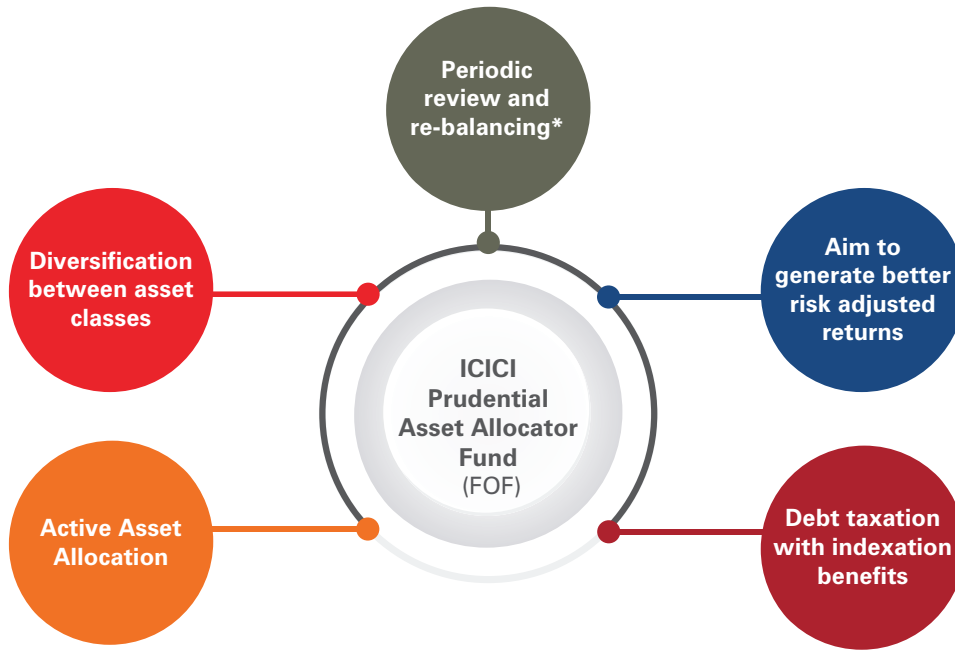 Periodic
review and
re-balancing*
Diversification
between asset
classes
Aim to
generate better
risk adjusted
returns
ICICI
Prudential
Asset Allocator
Fund
(FOF)
Active Asset
Allocation
Debt taxation
with indexation
benefits